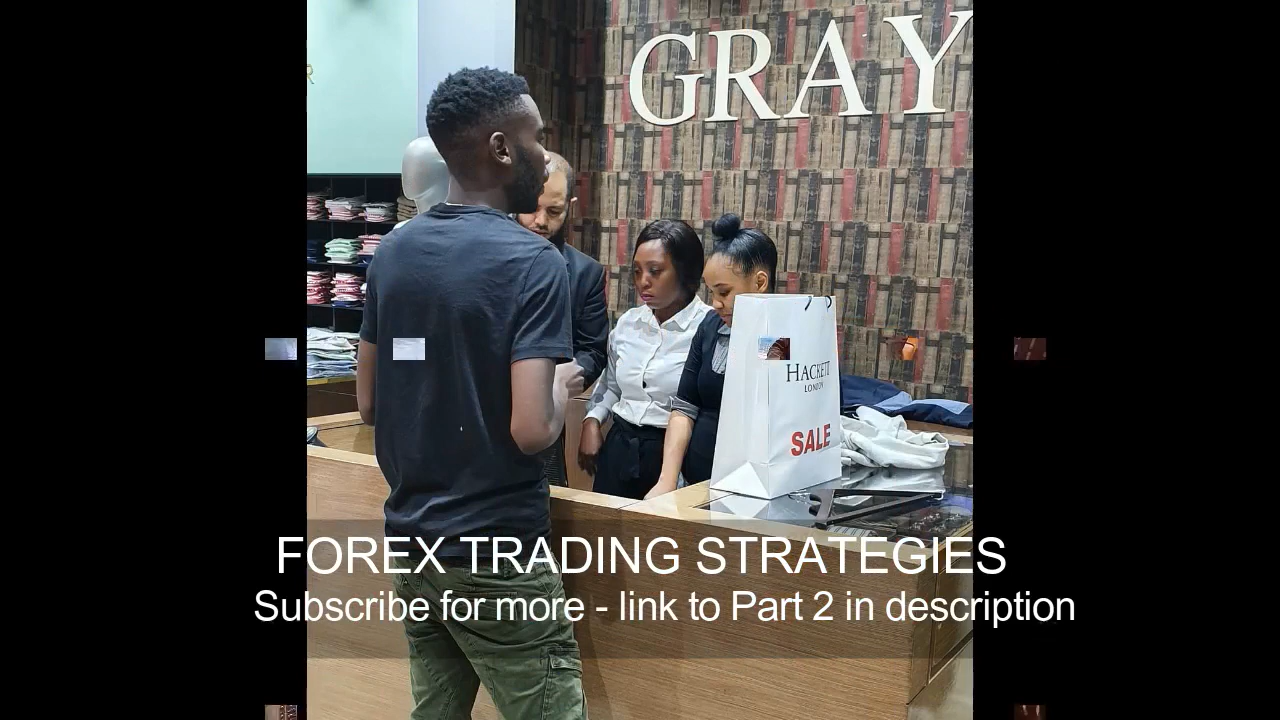 GRAY
R
HACKETT
LONDON
SALE
FOREX TRADING STRATEGIES
Subscribe for more - link to Part 2 in description